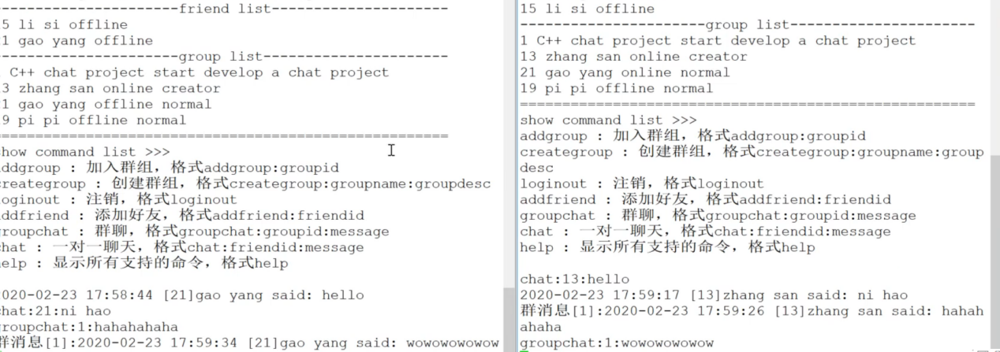 -----------------------friend list-----------------------
5 li si offline
1 gao yang offline
-----------------------group list-----------------------
C++ chat project start develop a chat project
3 zhang san online creator
1 gao yang offline normal
9 pi pi offline normal
======================================================
show command list >>>
addgroup : 加入群组，格式addgroup:groupid
creategroup : 创建群组，格式creategroup:groupname:groupdesc
loginout : 注销，格式loginout
addfriend : 添加好友，格式addfriend:friendid
groupchat : 群聊，格式groupchat:groupid:message
chat : 一对一聊天，格式chat:friendid:message
help : 显示所有支持的命令，格式help
2020-02-23 17:58:44 [21]gao yang said: hello
chat:21:ni hao
groupchat:1:hahahahaha
群消息[1]:2020-02-23 17:59:34 [21]gao yang said: wowowowowow
15 li si offline
----------------------group list----------------------
1 C++ chat project start develop a chat project
13 zhang san online creator
21 gao yang online normal
19 pi pi offline normal
======================================================
show command list >>>
addgroup : 加入群组，格式addgroup:groupid
creategroup : 创建群组，格式creategroup:groupname:group
desc
loginout : 注销，格式loginout
addfriend : 添加好友，格式addfriend:friendid
groupchat : 群聊，格式groupchat:groupid:message
chat : 一对一聊天，格式chat:friendid:message
help : 显示所有支持的命令，格式help
chat:13:hello
2020-02-23 17:59:17 [13]zhang san said: ni hao
群消息[1]:2020-02-23 17:59:26 [13]zhang san said: hahah
ahaha
groupchat:1:wowowowowow